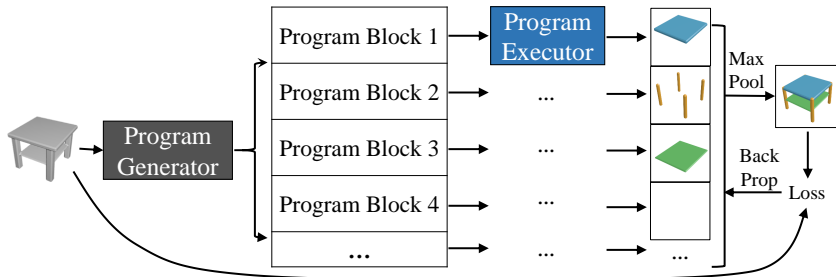 Program Generator
Program Block 1
Program Block 2
Program Block 3
Program Block 4
...
Program Executor
...
...
...
...
...
Max Pool
Back Prop
Loss